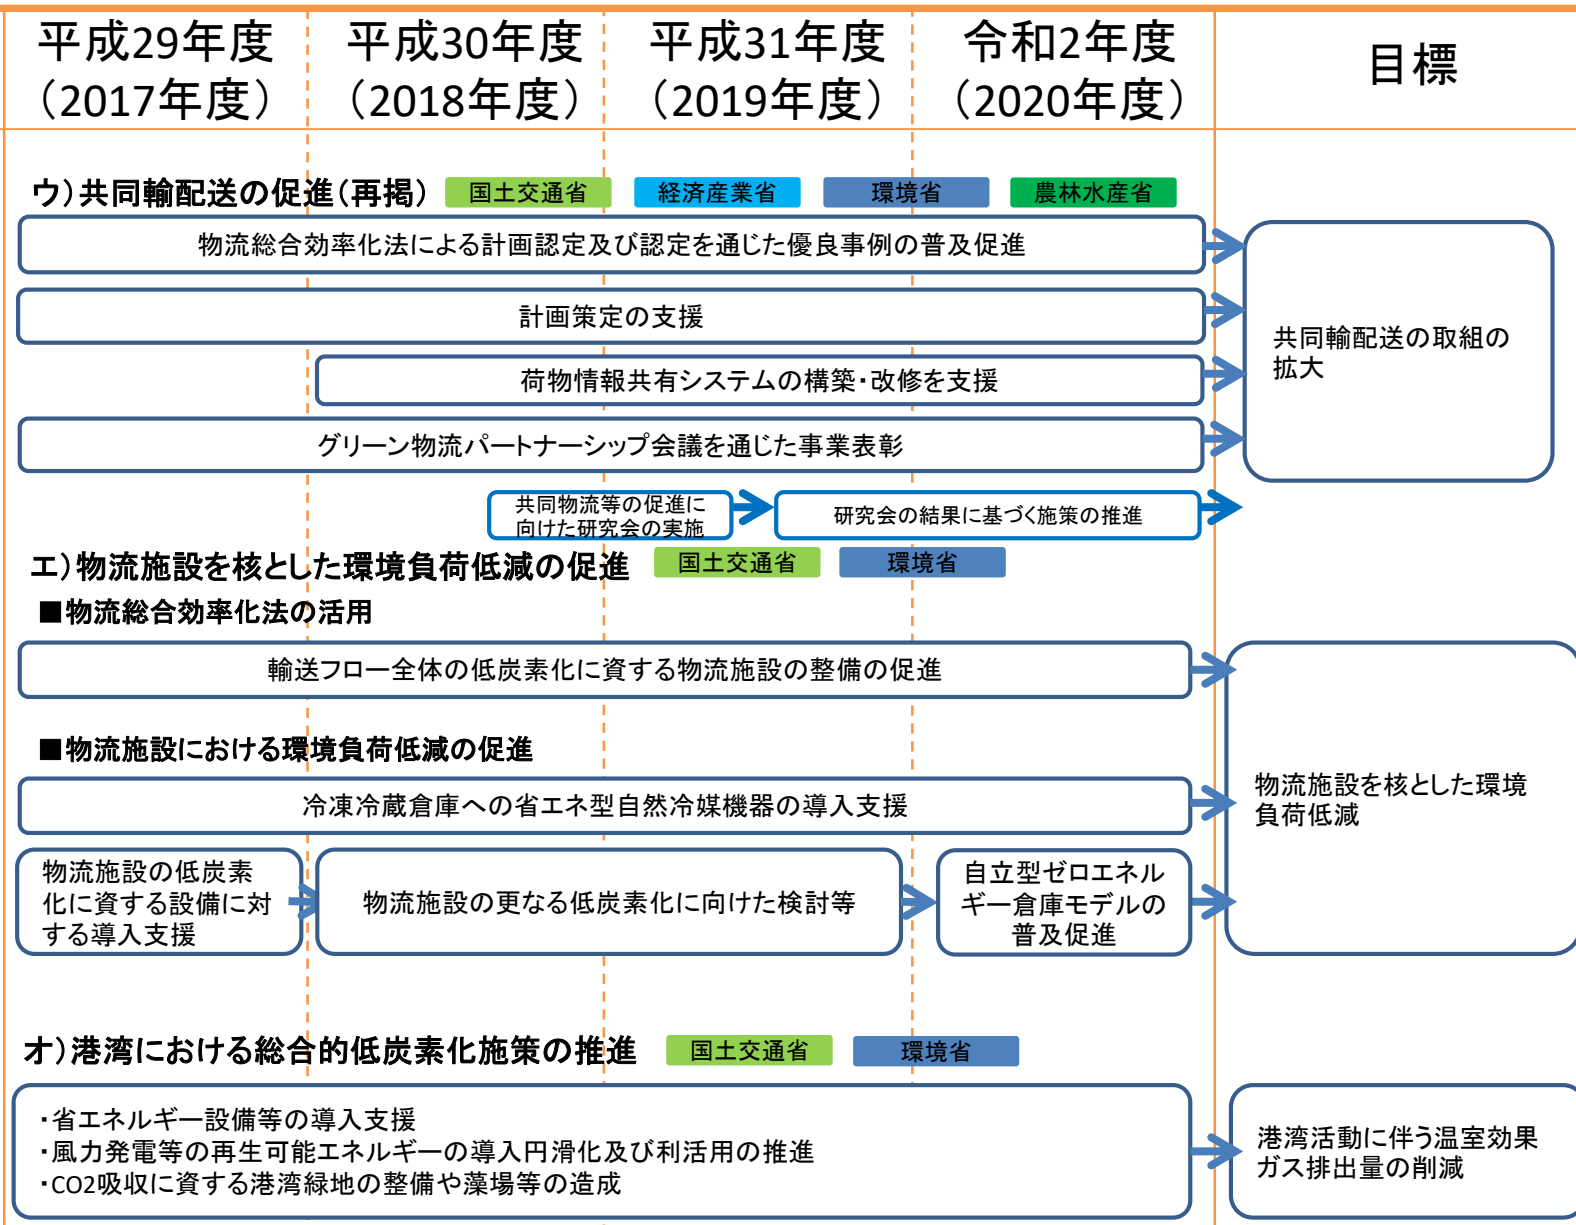 平成29年度
（2017年度）
平成30年度
（2018年度）
平成31年度
（2019年度）
令和2年度
（2020年度）
目標
ウ）共同輸配送の促進（再掲）
国土交通省
経済産業省
環境省
農林水産省
物流総合効率化法による計画認定及び認定を通じた優良事例の普及促進
計画策定の支援
荷物情報共有システムの構築・改修を支援
グリーン物流パートナーシップ会議を通じた事業表彰
共同輸配送の取組の
拡大
共同物流等の促進に
向けた研究会の実施
研究会の結果に基づく施策の推進
エ）物流施設を核とした環境負荷低減の促進
国土交通省
環境省
■物流総合効率化法の活用
輸送フロー全体の低炭素化に資する物流施設の整備の促進
■物流施設における環境負荷低減の促進
冷凍冷蔵倉庫への省エネ型自然冷媒機器の導入支援
物流施設の低炭素
化に資する設備に対
する導入支援
物流施設の更なる低炭素化に向けた検討等
自立型ゼロエネル
ギー倉庫モデルの
普及促進
物流施設を核とした環境
負荷低減
オ）港湾における総合的低炭素化施策の推進
国土交通省
環境省
・省エネルギー設備等の導入支援
・風力発電等の再生可能エネルギーの導入円滑化及び利活用の推進
・CO2吸収に資する港湾緑地の整備や藻場等の造成
港湾活動に伴う温室効果
ガス排出量の削減